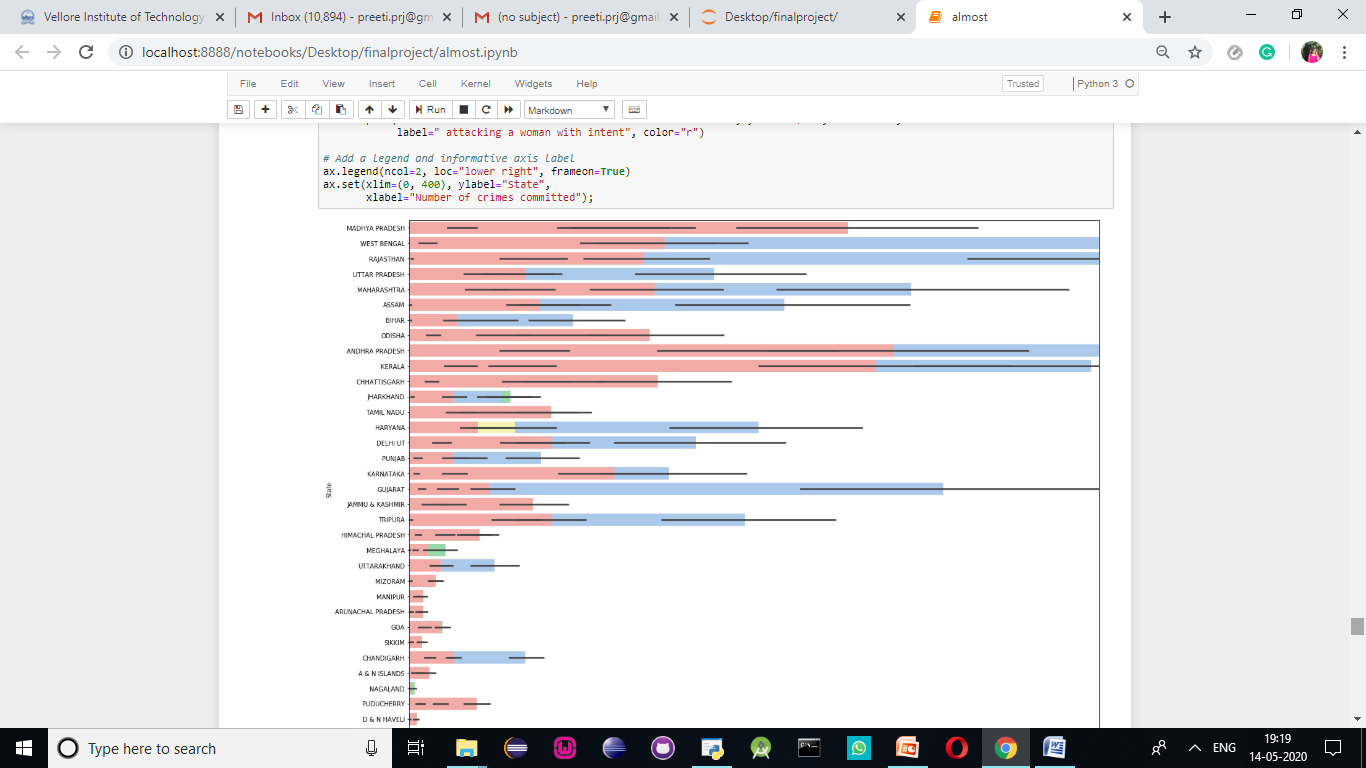 Vellore Institute of Technology
Inbox (10,894) - preeti.prj@gm
(no subject) - preeti.prj@gmail
Desktop/finalproject/
almost
localhost:8888/notebooks/Desktop/finalproject/almost.ipynb
File Edit View Insert Cell Kernel Widgets Help
Trusted
Python 3
Run
Markdown
label=" attacking a woman with intent", color="r")
# Add a legend and informative axis label
ax.legend(ncol=2, loc="lower right", frameon=True)
ax.set(xlim=(0, 400), ylabel="State",
xlabel="Number of crimes committed");
MADHYA PRADESH
WEST BENGAL
RAJASTHAN
UTTAR PRADESH
MAHARASHTRA
ASSAM
BIHAR
ODISHA
ANDHRA PRADESH
KERALA
CHHATTISGARH
JHARKHAND
TAMIL NADU
HARYANA
DELHI UT
PUNJAB
KARNATAKA
GUJARAT
State
JAMMU & KASHMIR
TRIPURA
HIMACHAL PRADESH
MEGHALAYA
UTTARAKHAND
MIZORAM
MANIPUR
ARUNACHAL PRADESH
GOA
SIKKIM
CHANDIGARH
A & N ISLANDS
NAGALAND
PUDUCHERRY
D & N HAVELI
Type here to search
ENG
19:19
14-05-2020